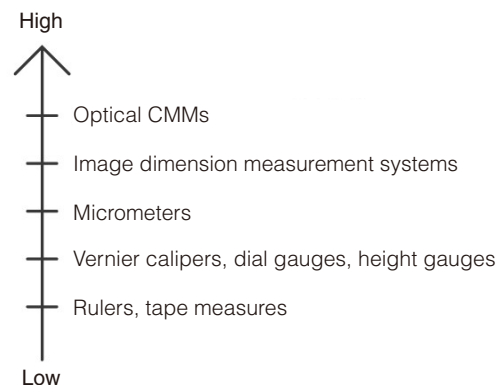 High
Optical CMMs
Image dimension measurement systems
Micrometers
Vernier calipers, dial gauges, height gauges
Rulers, tape measures
Low